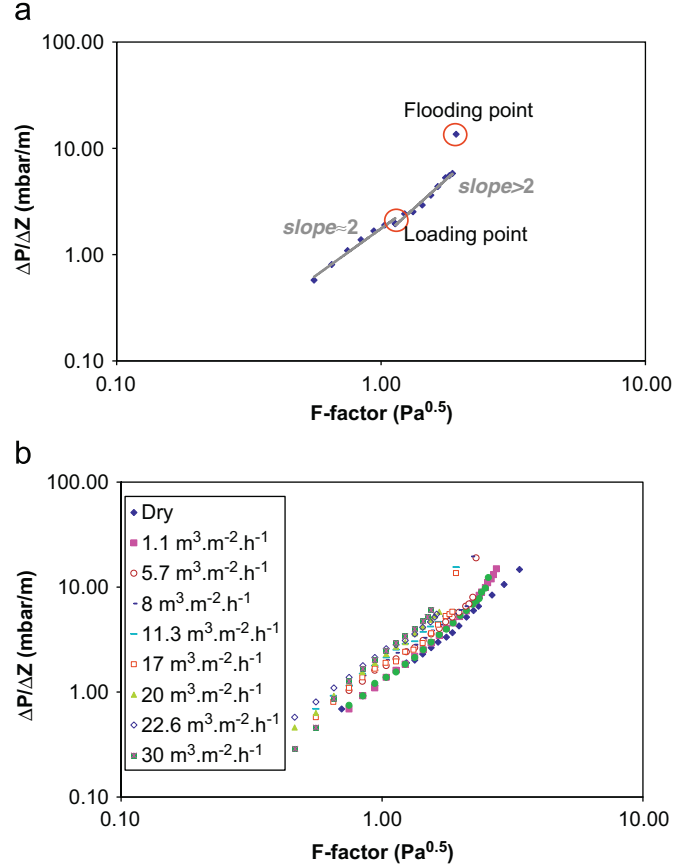 a
100.00
Flooding point
10.00
slope>2
slope≈2
Loading point
1.00
0.10
0.10 1.00 10.00
ΔP/ΔZ (mbar/m)
F-factor (Pa⁰·⁵)
b
100.00
Dry
1.1 m³.m⁻².h⁻¹
5.7 m³.m⁻².h⁻¹
8 m³.m⁻².h⁻¹
11.3 m³.m⁻².h⁻¹
17 m³.m⁻².h⁻¹
20 m³.m⁻².h⁻¹
22.6 m³.m⁻².h⁻¹
30 m³.m⁻².h⁻¹
10.00
1.00
0.10
0.10 1.00 10.00
ΔP/ΔZ (mbar/m)
F-factor (Pa⁰·⁵)